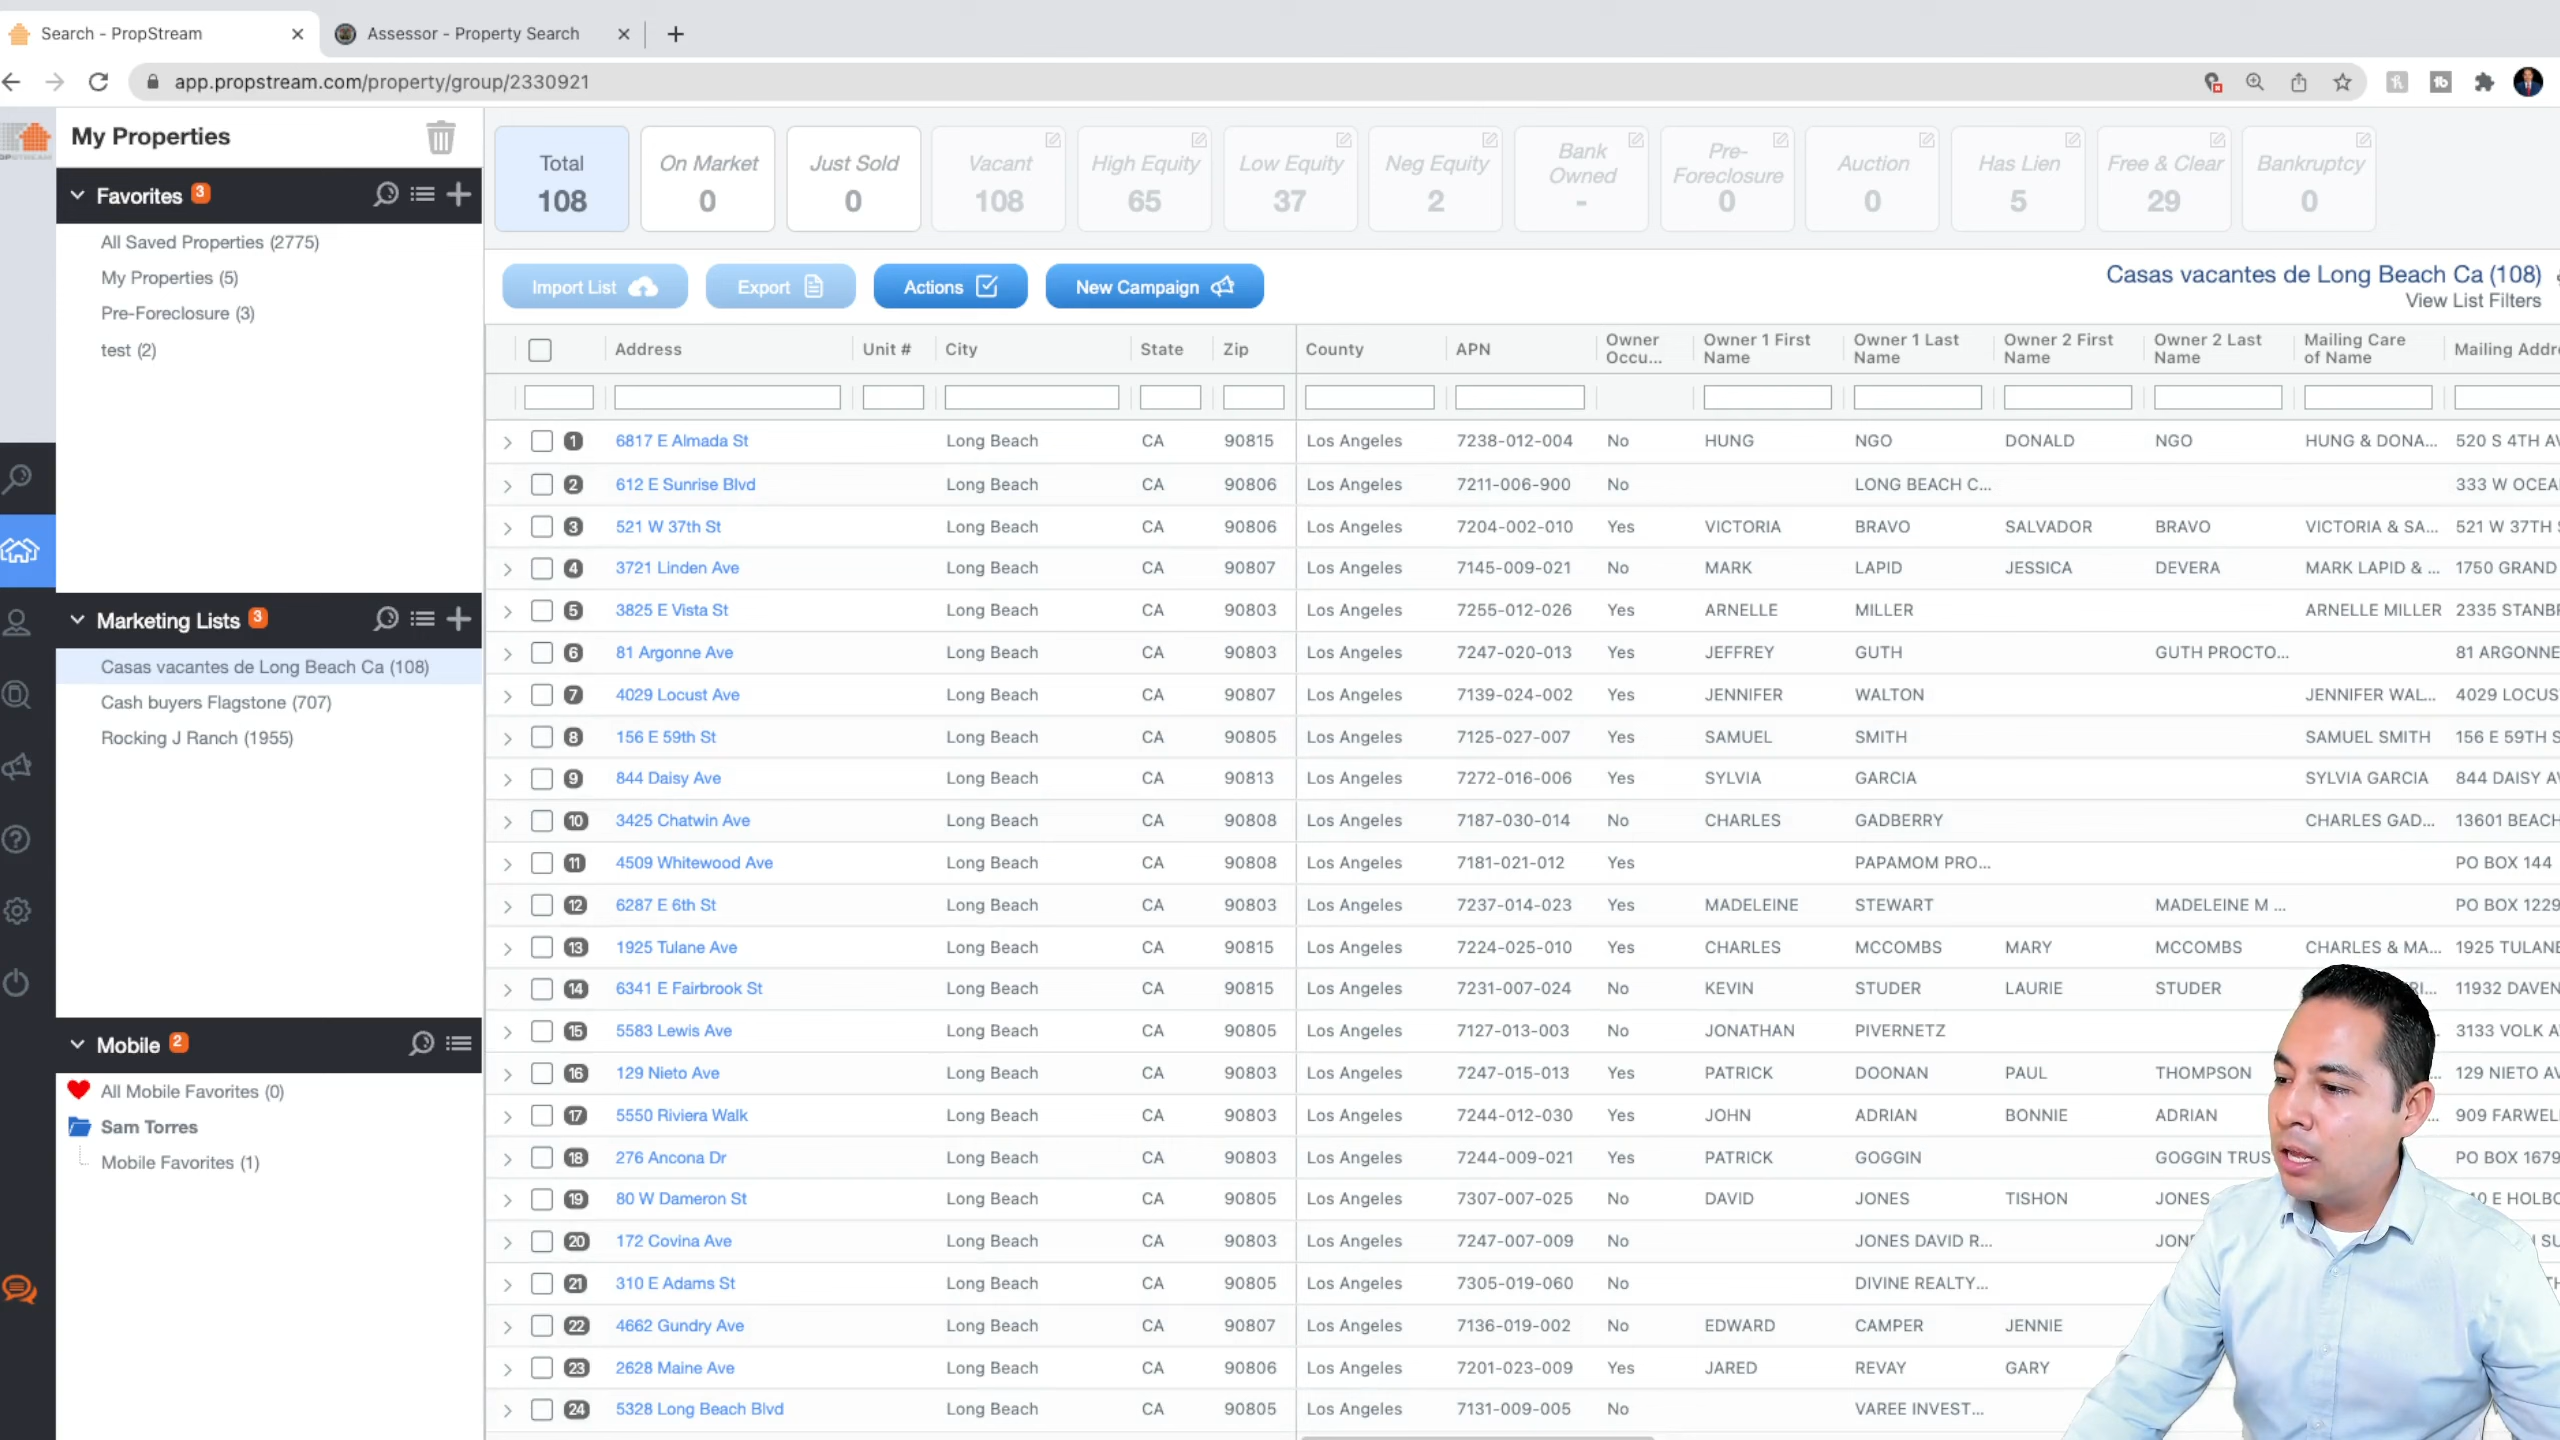 Search - PropStream
Assessor - Property Search
app.propstream.com/property/group/2330921
My Properties
Favorites 3
All Saved Properties (2775)
My Properties (5)
Pre-Foreclosure (3)
test (2)
Marketing Lists 3
Casas vacantes de Long Beach Ca (108)
Cash buyers Flagstone (707)
Rocking J Ranch (1955)
Mobile 2
All Mobile Favorites (0)
Sam Torres
Mobile Favorites (1)
Total 108
On Market 0
Just Sold 0
Vacant 108
High Equity 65
Low Equity 37
Neg Equity 2
Bank Owned -
Pre-Foreclosure 0
Auction 0
Has Lien 5
Free & Clear 29
Bankruptcy 0
Import List Export Actions New Campaign
Casas vacantes de Long Beach Ca (108)
View List Filters
Address Unit # City State Zip County APN Owner Occu... Owner 1 First Name Owner 1 Last Name Owner 2 First Name Owner 2 Last Name Mailing Care of Name Mailing Addre
1 6817 E Almada St Long Beach CA 90815 Los Angeles 7238-012-004 No HUNG NGO DONALD NGO HUNG & DONA... 520 S 4TH AV
2 612 E Sunrise Blvd Long Beach CA 90806 Los Angeles 7211-006-900 No LONG BEACH C... 333 W OCEA
3 521 W 37th St Long Beach CA 90806 Los Angeles 7204-002-010 Yes VICTORIA BRAVO SALVADOR BRAVO VICTORIA & SA... 521 W 37TH
4 3721 Linden Ave Long Beach CA 90807 Los Angeles 7145-009-021 No MARK LAPID JESSICA DEVERA MARK LAPID & ... 1750 GRAND
5 3825 E Vista St Long Beach CA 90803 Los Angeles 7255-012-026 Yes ARNELLE MILLER ARNELLE MILLER 2335 STANB
6 81 Argonne Ave Long Beach CA 90803 Los Angeles 7247-020-013 Yes JEFFREY GUTH GUTH PROCTO... 81 ARGONNE
7 4029 Locust Ave Long Beach CA 90807 Los Angeles 7139-024-002 Yes JENNIFER WALTON JENNIFER WAL... 4029 LOCUS
8 156 E 59th St Long Beach CA 90805 Los Angeles 7125-027-007 Yes SAMUEL SMITH SAMUEL SMITH 156 E 59TH S
9 844 Daisy Ave Long Beach CA 90813 Los Angeles 7272-016-006 Yes SYLVIA GARCIA SYLVIA GARCIA 844 DAISY AV
10 3425 Chatwin Ave Long Beach CA 90808 Los Angeles 7187-030-014 No CHARLES GADBERRY CHARLES GAD... 13601 BEACH
11 4509 Whitewood Ave Long Beach CA 90808 Los Angeles 7181-021-012 Yes PAPAMOM PRO... PO BOX 144
12 6287 E 6th St Long Beach CA 90803 Los Angeles 7237-014-023 Yes MADELEINE STEWART MADELEINE M ... PO BOX 1229
13 1925 Tulane Ave Long Beach CA 90815 Los Angeles 7224-025-010 Yes CHARLES MCCOMBS MARY MCCOMBS CHARLES & MA... 1925 TULANE
14 6341 E Fairbrook St Long Beach CA 90815 Los Angeles 7231-007-024 No KEVIN STUDER LAURIE STUDER RI... 11932 DAVEN
15 5583 Lewis Ave Long Beach CA 90805 Los Angeles 7127-013-003 No JONATHAN PIVERNETZ 3133 VOLK A
16 129 Nieto Ave Long Beach CA 90803 Los Angeles 7247-015-013 Yes PATRICK DOONAN PAUL THOMPSON 129 NIETO AV
17 5550 Riviera Walk Long Beach CA 90803 Los Angeles 7244-012-030 Yes JOHN ADRIAN BONNIE ADRIAN 909 FARWEL
18 276 Ancona Dr Long Beach CA 90803 Los Angeles 7244-009-021 Yes PATRICK GOGGIN GOGGIN TRUS PO BOX 1679
19 80 W Dameron St Long Beach CA 90805 Los Angeles 7307-007-025 No DAVID JONES TISHON JONES 10 E HOLBO
20 172 Covina Ave Long Beach CA 90803 Los Angeles 7247-007-009 No JONES DAVID R... JON SU
21 310 E Adams St Long Beach CA 90805 Los Angeles 7305-019-060 No DIVINE REALTY...
22 4662 Gundry Ave Long Beach CA 90807 Los Angeles 7136-019-002 No EDWARD CAMPER JENNIE
23 2628 Maine Ave Long Beach CA 90806 Los Angeles 7201-023-009 Yes JARED REVAY GARY
24 5328 Long Beach Blvd Long Beach CA 90805 Los Angeles 7131-009-005 No VAREE INVEST...